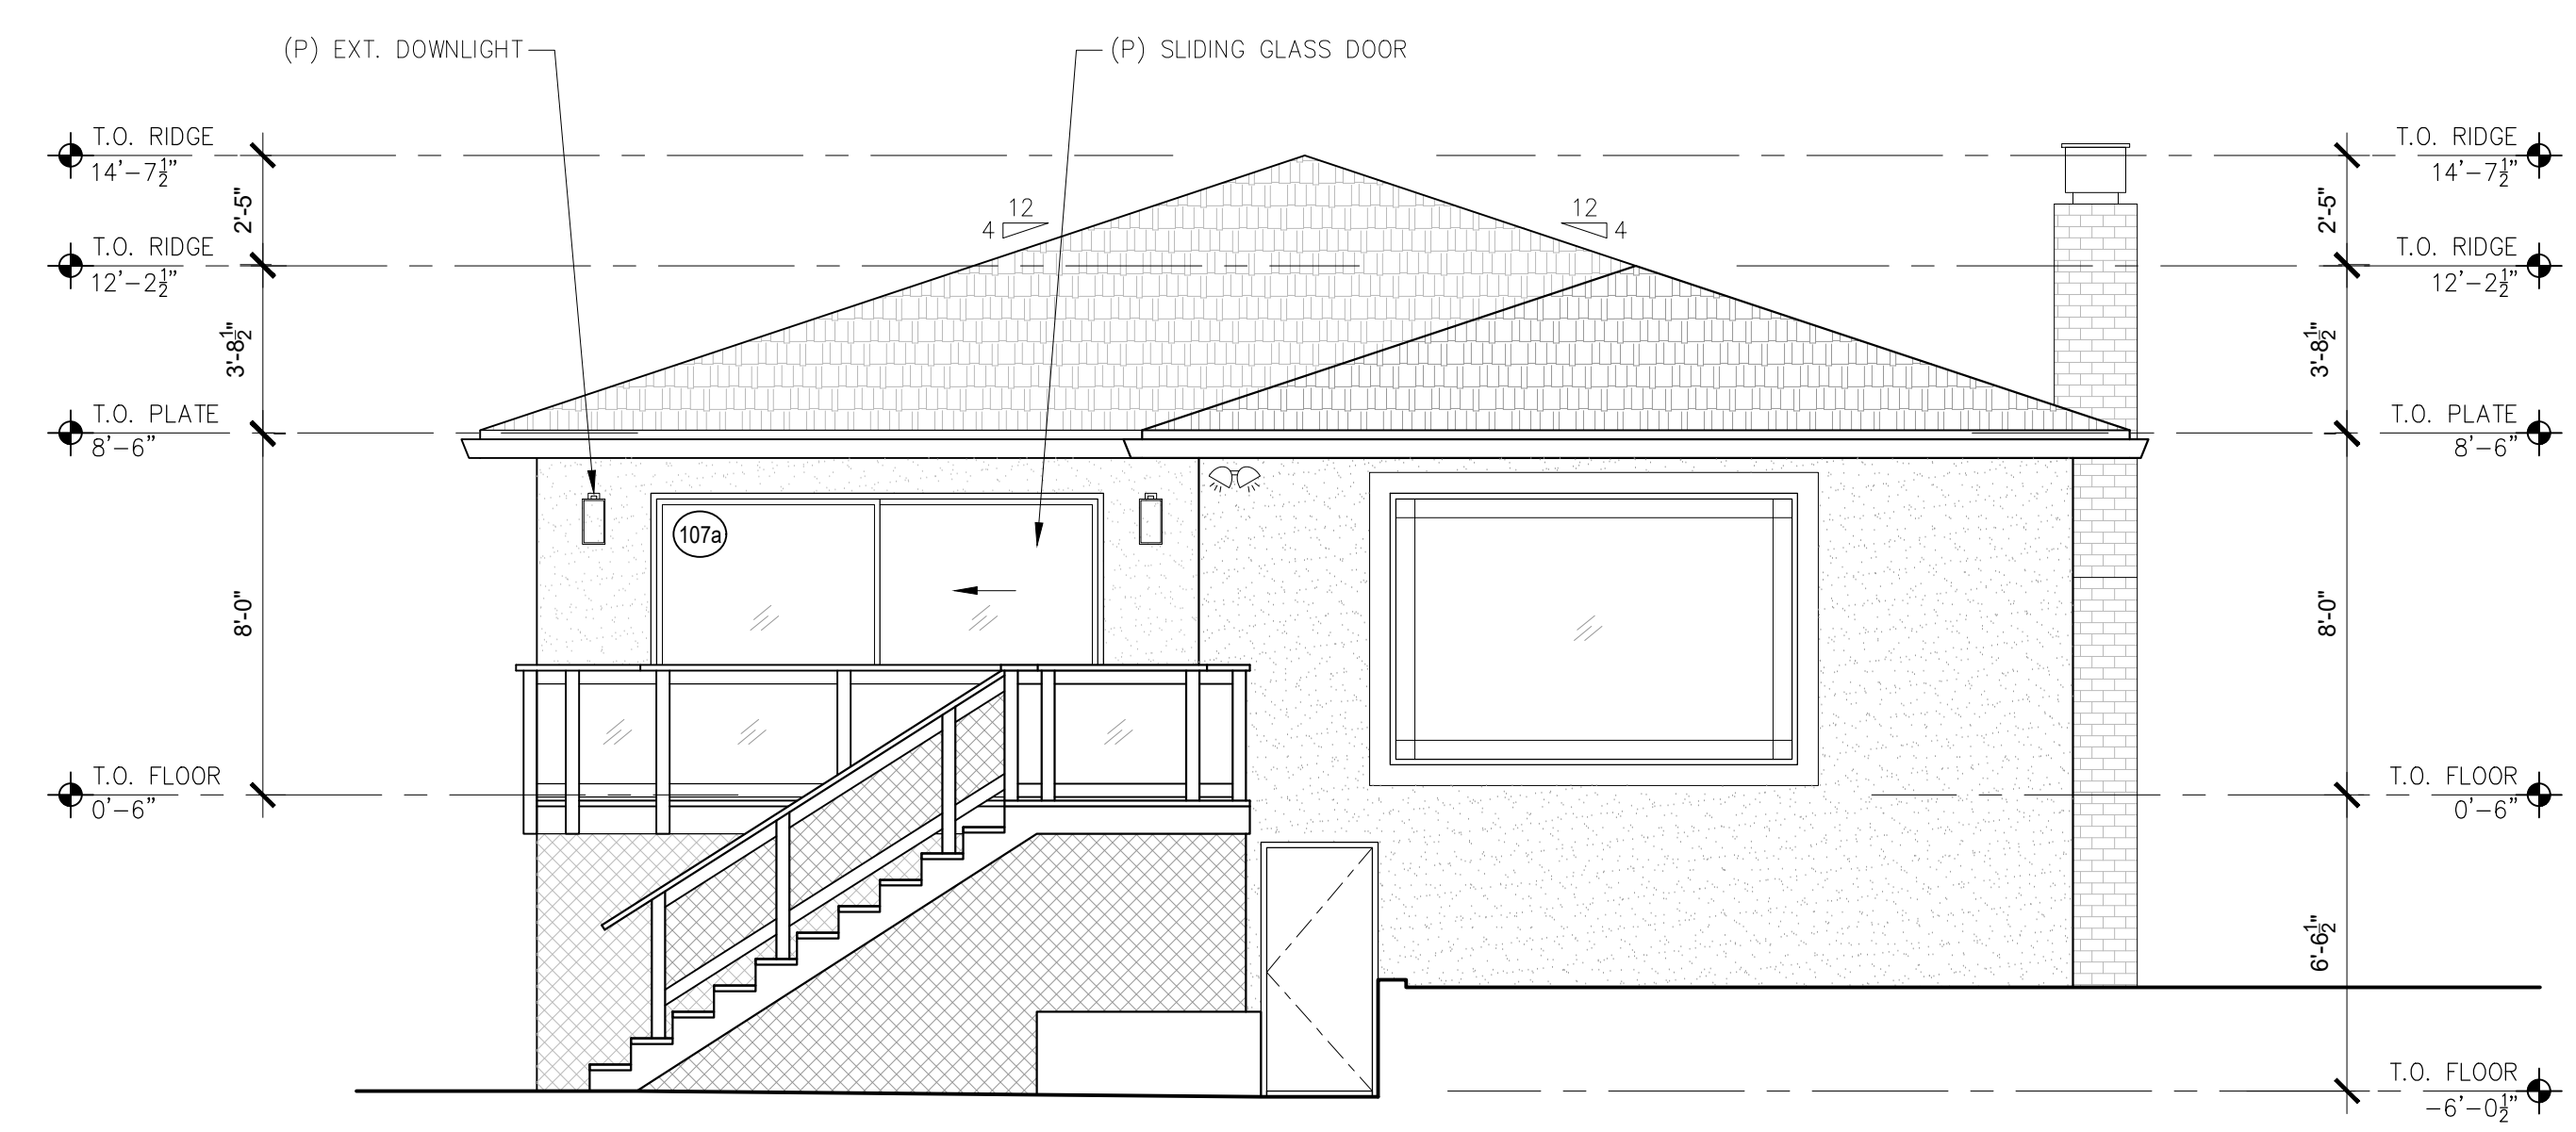 (P) EXT. DOWNLIGHT
(P) SLIDING GLASS DOOR
T.O. RIDGE
14'-7½"
2'-5"
T.O. RIDGE
12'-2½"
3'-8½"
T.O. PLATE
8'-6"
8'-0"
T.O. FLOOR
0'-6"
12
4
12
4
107a
T.O. RIDGE
14'-7½"
2'-5"
T.O. RIDGE
12'-2½"
3'-8½"
T.O. PLATE
8'-6"
8'-0"
T.O. FLOOR
0'-6"
6'-6½"
T.O. FLOOR
-6'-0½"